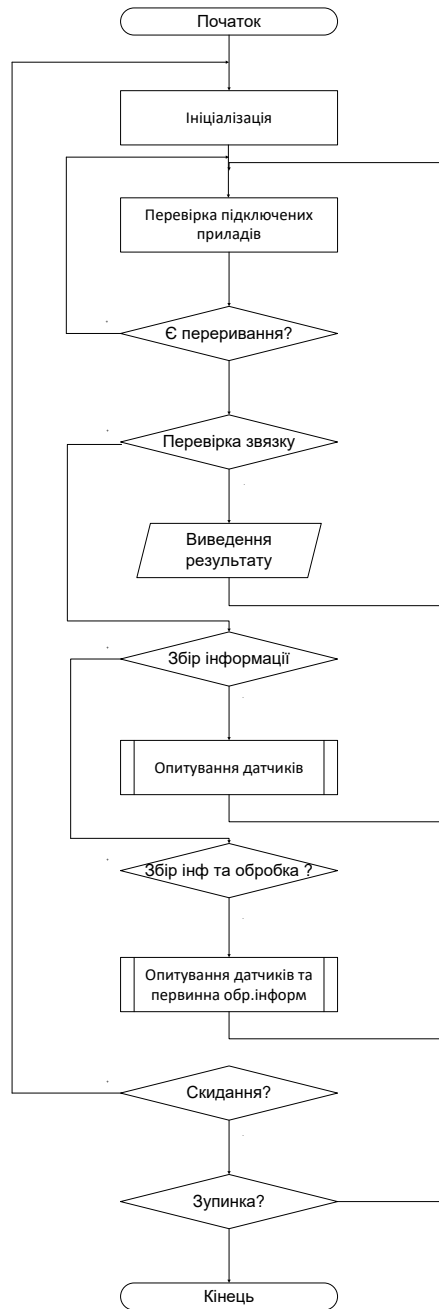 Початок
Ініціалізація
Перевірка підключених
приладів
Є переривання?
Перевірка звязку
Виведення
результату
Збір інформації
Опитування датчиків
Збір інф та обробка ?
Опитування датчиків та
первинна обр.інформ
Скидання?
Зупинка?
Кінець